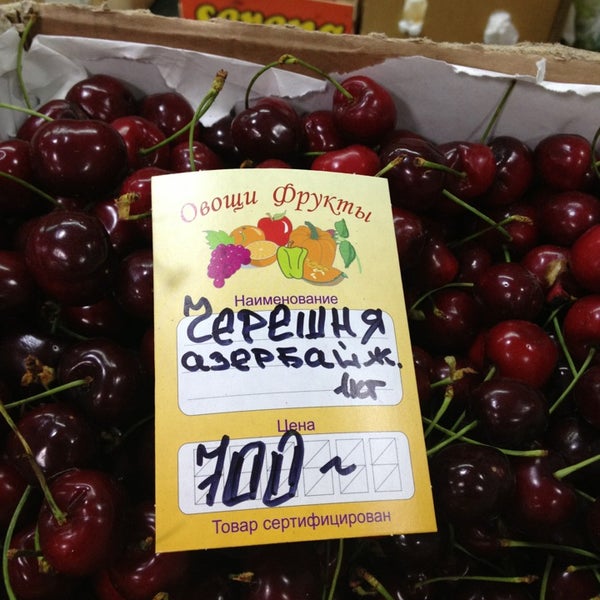 Овощи Фрукты
Наименование
Черешня
азербайж.
1кг
Цена
700~
Товар сертифицирован